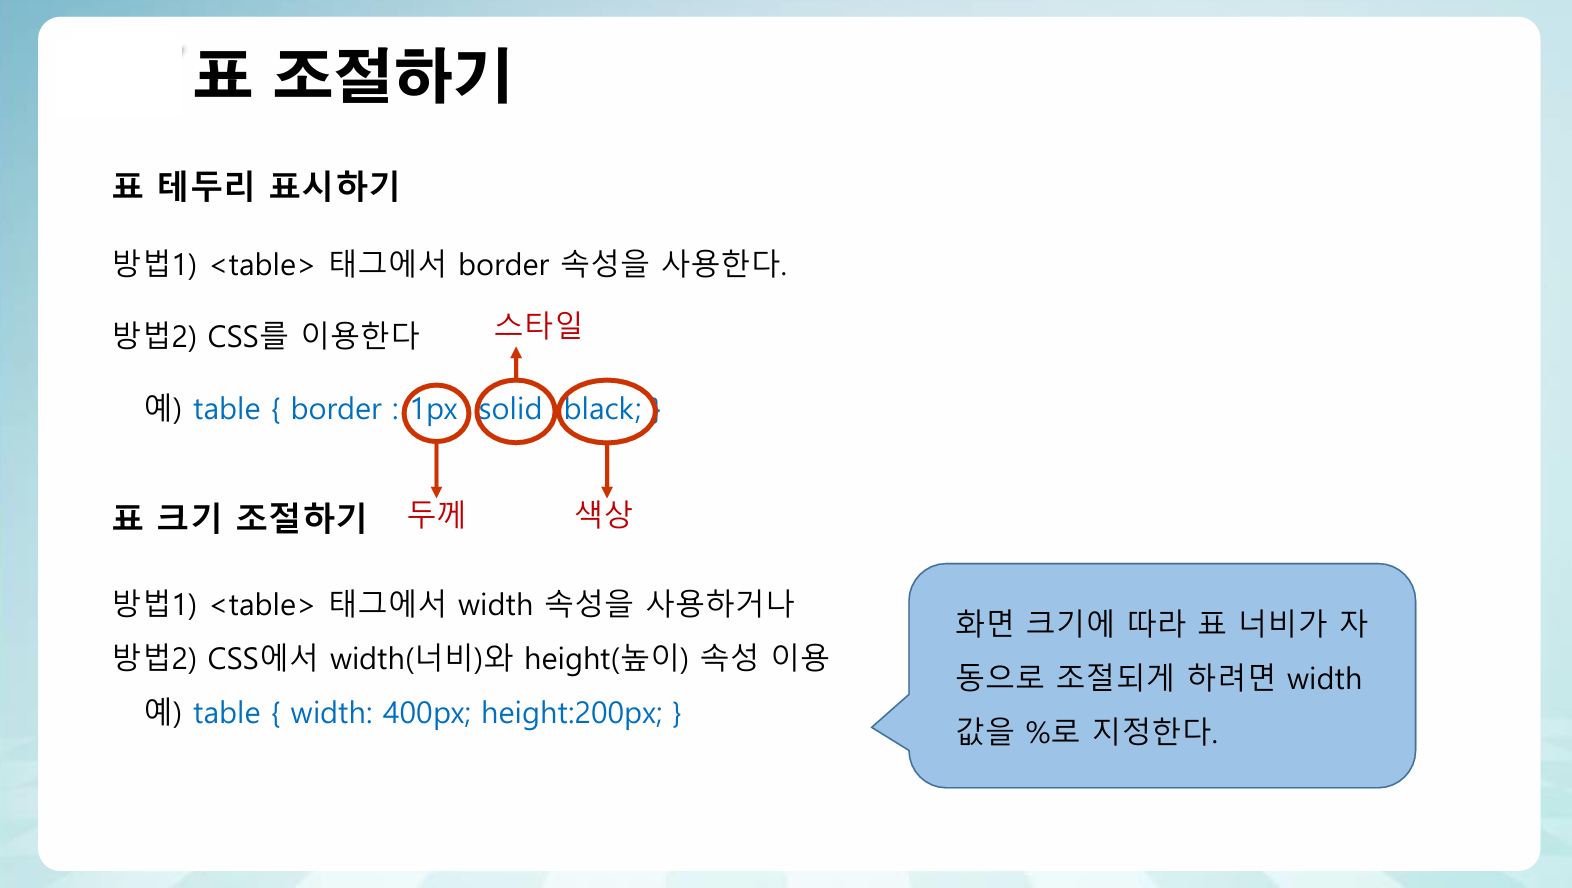 표 조절하기
표 테두리 표시하기
방법1) <table> 태그에서 border 속성을 사용한다.
방법2) CSS를 이용한다
스타일
예) table { border : 1px solid black; }
두께
색상
표 크기 조절하기
방법1) <table> 태그에서 width 속성을 사용하거나
방법2) CSS에서 width(너비)와 height(높이) 속성 이용
예) table { width: 400px; height:200px; }
화면 크기에 따라 표 너비가 자
동으로 조절되게 하려면 width
값을 %로 지정한다.